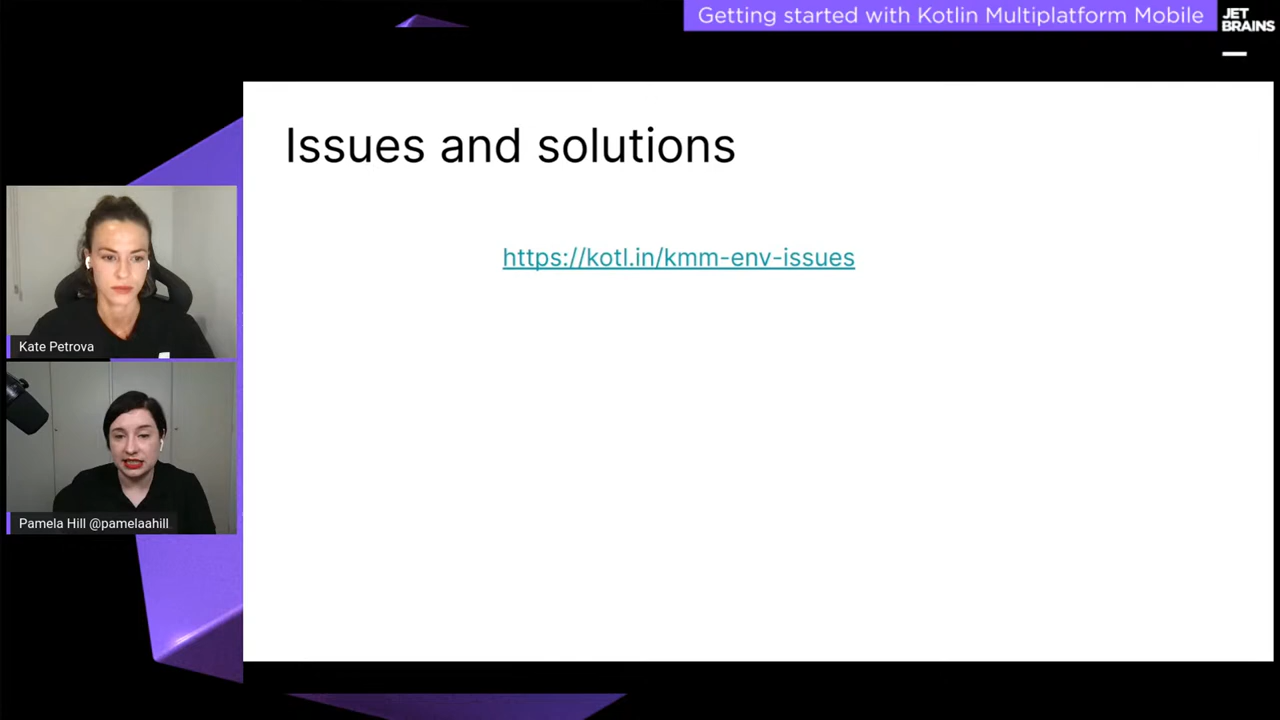 Getting started with Kotlin Multiplatform Mobile
JET
BRAINS
Issues and solutions
https://kotl.in/kmm-env-issues
Kate Petrova
Pamela Hill @pamelaahill